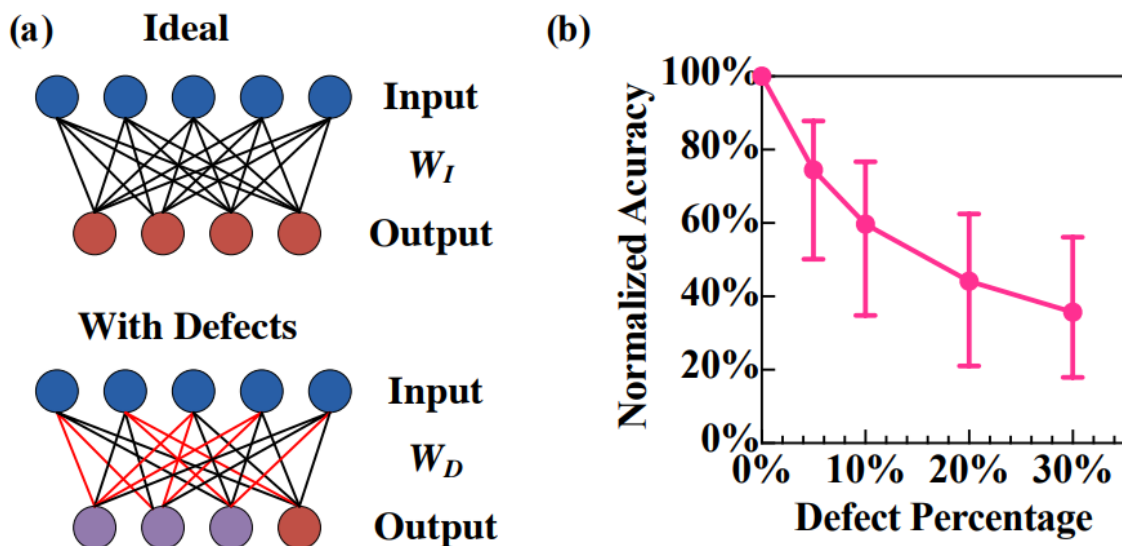 (a)
Ideal
Input
W_I
Output
With Defects
Input
W_D
Output
(b)
Normalized Acuracy
100%
80%
60%
40%
20%
0%
0% 10% 20% 30%
Defect Percentage